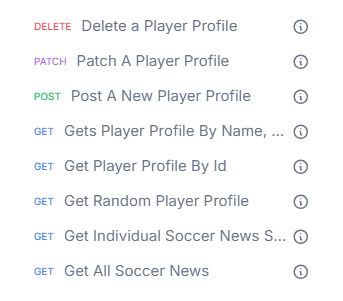 DELETE Delete a Player Profile
PATCH Patch A Player Profile
POST Post A New Player Profile
GET Gets Player Profile By Name, ...
GET Get Player Profile By Id
GET Get Random Player Profile
GET Get Individual Soccer News S...
GET Get All Soccer News